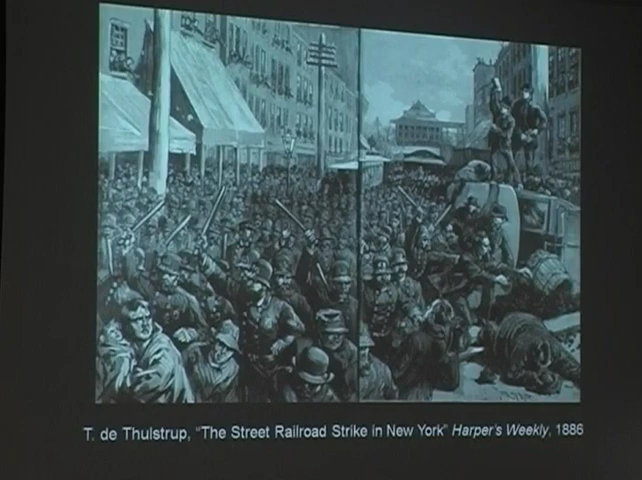 T. de Thulstrup, "The Street Railroad Strike in New York" Harper's Weekly, 1886